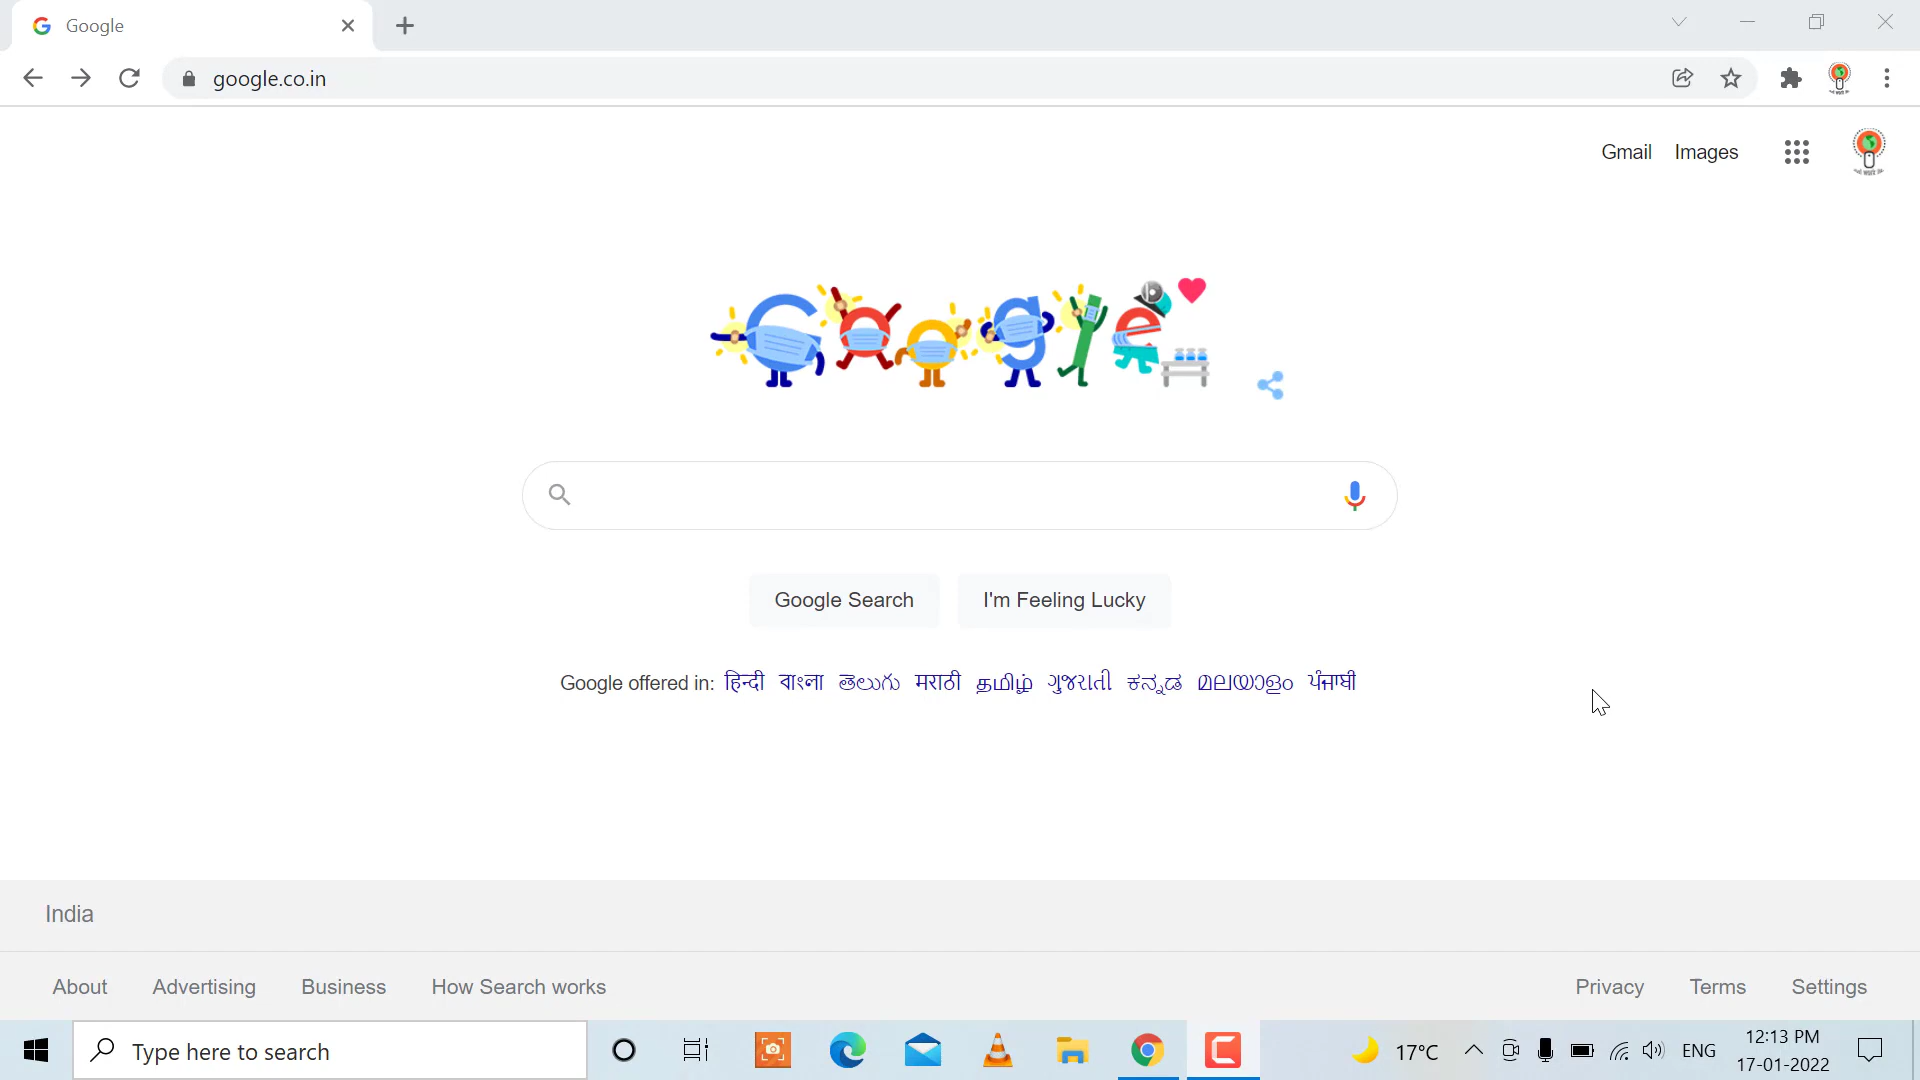 Google
google.co.in
Gmail Images
Google
Google Search I'm Feeling Lucky
Google offered in: हिन्दी বাংলা తెలుగు मराठी தமிழ் ગુજરાતી ಕನ್ನಡ മലയാളം ਪੰਜਾਬੀ
India
About Advertising Business How Search works Privacy Terms Settings
Type here to search 17°C ENG 12:13 PM
17-01-2022